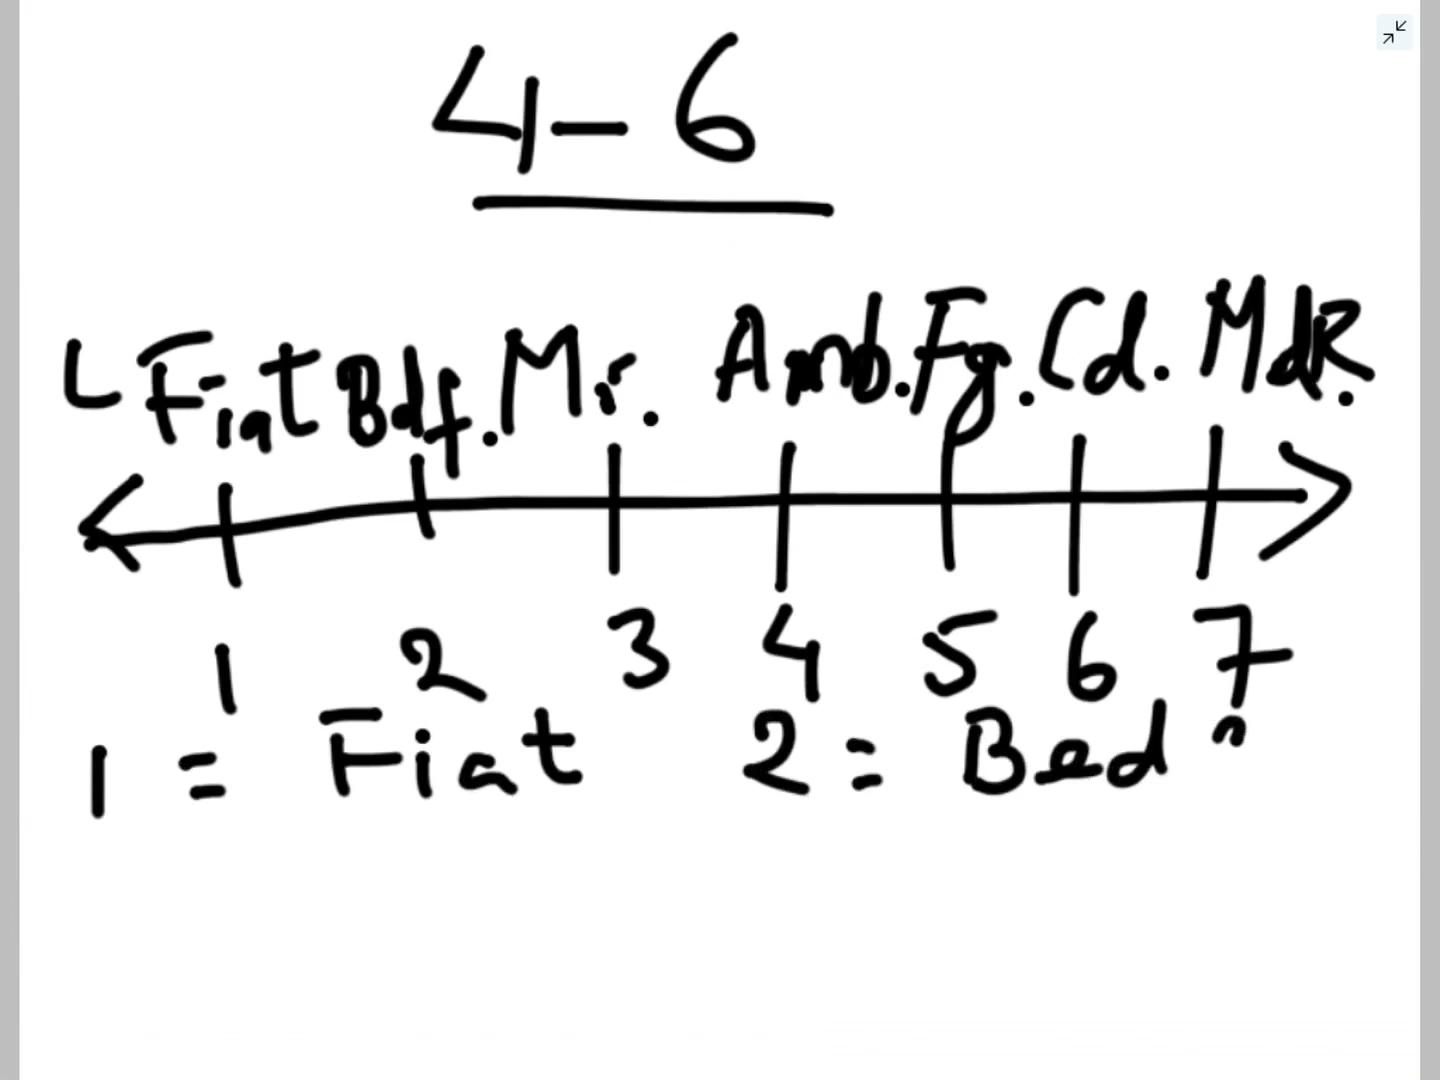 4-6
L Fiat Bdf. Mr. Amb. Fg. Cd. MdR.
1 2 3 4 5 6 7
1 = Fiat 2 = Bed